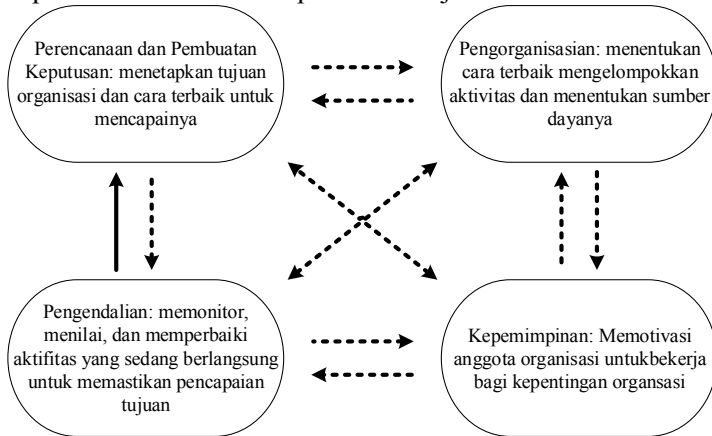 Perencanaan dan Pembuatan
Keputusan: menetapkan tujuan
organisasi dan cara terbaik untuk
mencapainya
Pengorganisasian: menentukan
cara terbaik mengelompokkan
aktivitas dan menentukan sumber
dayanya
Pengendalian: memonitor,
menilai, dan memperbaiki
aktifitas yang sedang berlangsung
untuk memastikan pencapaian
tujuan
Kepemimpinan: Memotivasi
anggota organisasi untukbekerja
bagi kepentingan organsasi